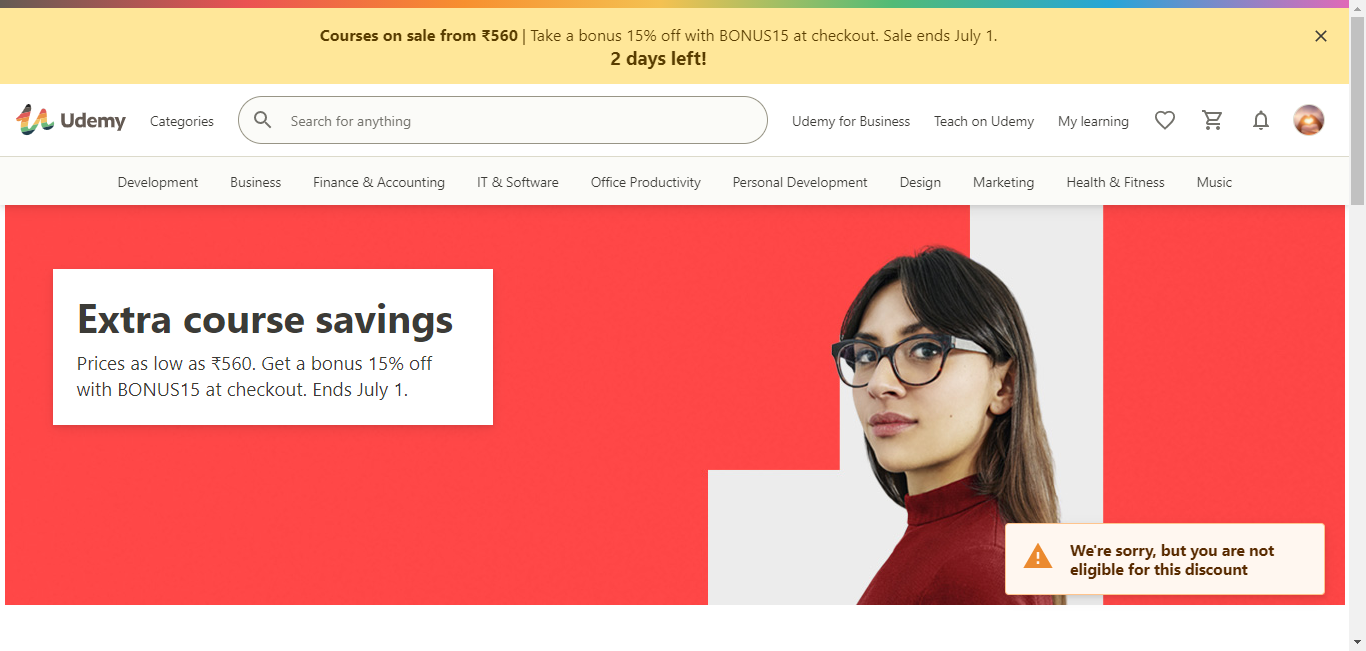 Courses on sale from ₹560 | Take a bonus 15% off with BONUS15 at checkout. Sale ends July 1.
2 days left!
Udemy
Categories
Search for anything
Udemy for Business
Teach on Udemy
My learning
Development
Business
Finance & Accounting
IT & Software
Office Productivity
Personal Development
Design
Marketing
Health & Fitness
Music
Extra course savings
Prices as low as ₹560. Get a bonus 15% off
with BONUS15 at checkout. Ends July 1.
We're sorry, but you are not
eligible for this discount